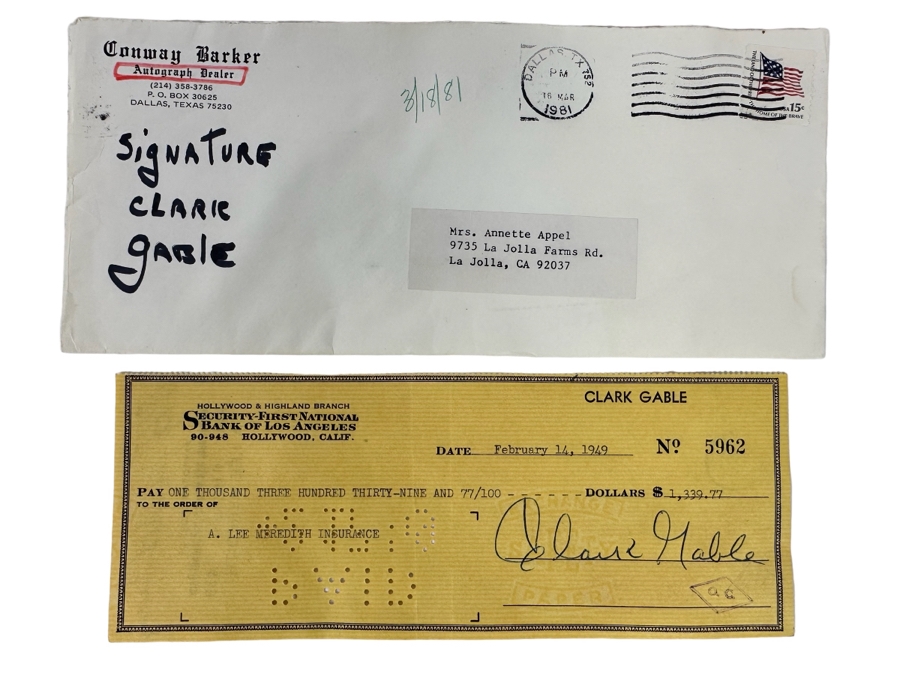 Conway Barker
Autograph Dealer
(214) 358-3786
P. O. BOX 30625
DALLAS, TEXAS 75230
3/18/81
DALLAS, TX 752
PM
16 MAR
1981
USA 15c
SIGNATURE
CLARK
GABLE
Mrs. Annette Appel
9735 La Jolla Farms Rd.
La Jolla, CA 92037
CLARK GABLE
HOLLYWOOD & HIGHLAND BRANCH
SECURITY-FIRST NATIONAL
BANK OF LOS ANGELES
90-948 HOLLYWOOD, CALIF.
DATE February 14, 1949 No 5962
PAY ONE THOUSAND THREE HUNDRED THIRTY-NINE AND 77/100 - - - - - - - - DOLLARS $ 1,339.77
TO THE ORDER OF
A. LEE MEREDITH INSURANCE
Clark Gable
PAID